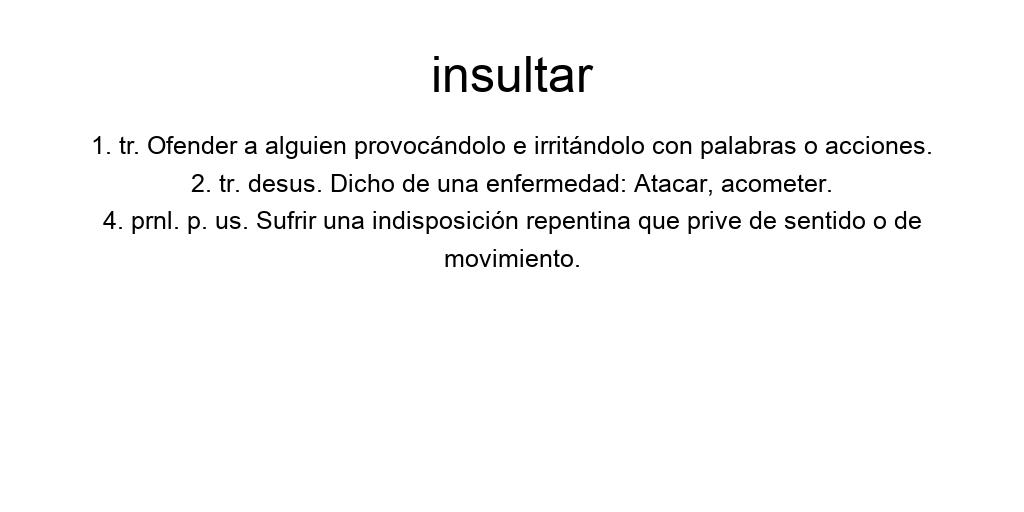 insultar
1. tr. Ofender a alguien provocándolo e irritándolo con palabras o acciones.
2. tr. desus. Dicho de una enfermedad: Atacar, acometer.
4. prnl. p. us. Sufrir una indisposición repentina que prive de sentido o de
movimiento.